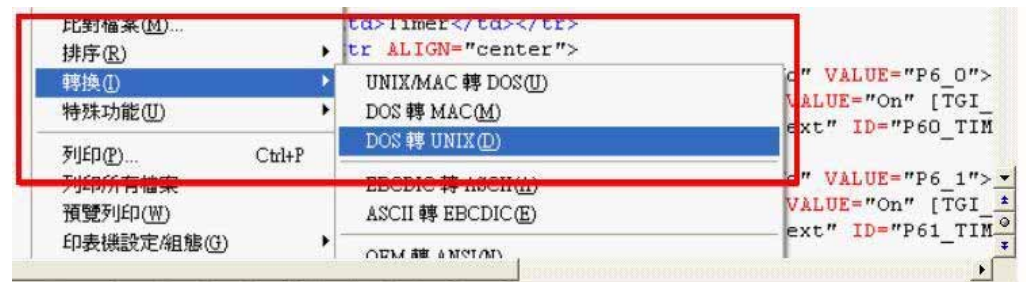 比對檔案(M)...
排序(R)
轉換(I)
特殊功能(U)
列印(P)...    Ctrl+P
列印所有檔案
預覽列印(W)
印表機設定/組態(G)
UNIX/MAC 轉 DOS(U)
DOS 轉 MAC(M)
DOS 轉 UNIX(D)
EBCDIC 轉 ASCII(A)
ASCII 轉 EBCDIC(E)
OEM 轉 ANSI(N)
td>Timer</td></tr>
tr ALIGN="center">
" VALUE="P6_0">
VALUE="On" [TGI_
ext" ID="P60_TIM
" VALUE="P6_1">
VALUE="On" [TGI_
ext" ID="P61_TIM